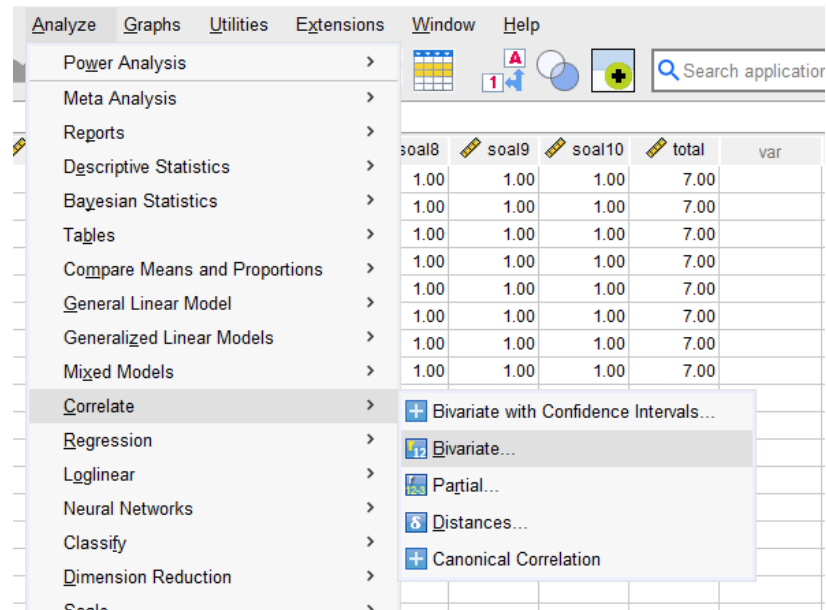 Analyze Graphs Utilities Extensions Window Help
Power Analysis
Meta Analysis
Reports
Descriptive Statistics
Bayesian Statistics
Tables
Compare Means and Proportions
General Linear Model
Generalized Linear Models
Mixed Models
Correlate
Regression
Loglinear
Neural Networks
Classify
Dimension Reduction
Scale
A
1
Search application
soal8 soal9 soal10 total var
1.00 1.00 1.00 7.00
1.00 1.00 1.00 7.00
1.00 1.00 1.00 7.00
1.00 1.00 1.00 7.00
1.00 1.00 1.00 7.00
1.00 1.00 1.00 7.00
1.00 1.00 1.00 7.00
1.00 1.00 1.00 7.00
Bivariate with Confidence Intervals...
Bivariate...
Partial...
Distances...
Canonical Correlation